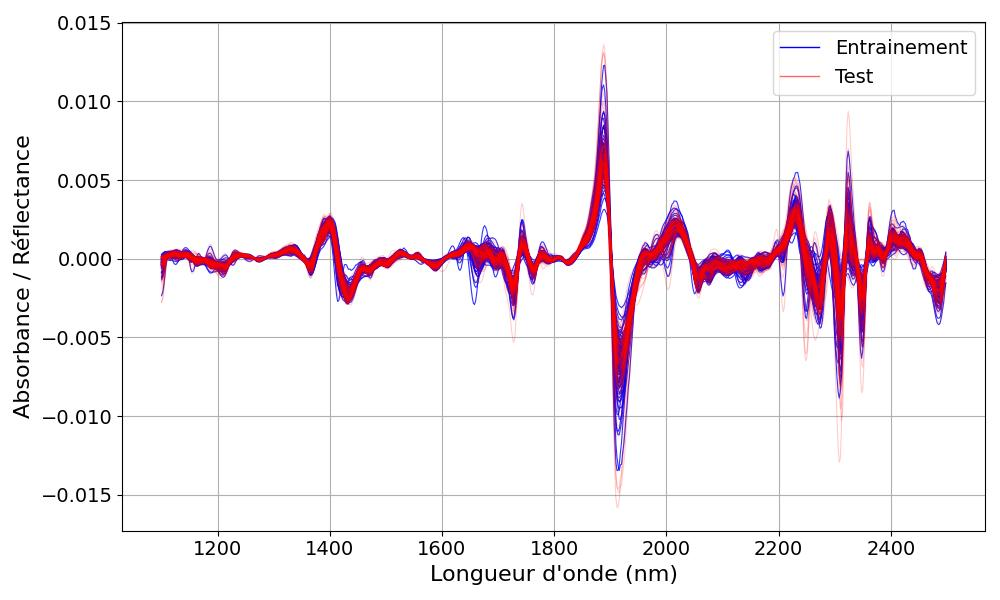 0.015
0.010
0.005
0.000
−0.005
−0.010
−0.015
Absorbance / Réflectance
Entrainement
Test
1200 1400 1600 1800 2000 2200 2400
Longueur d'onde (nm)